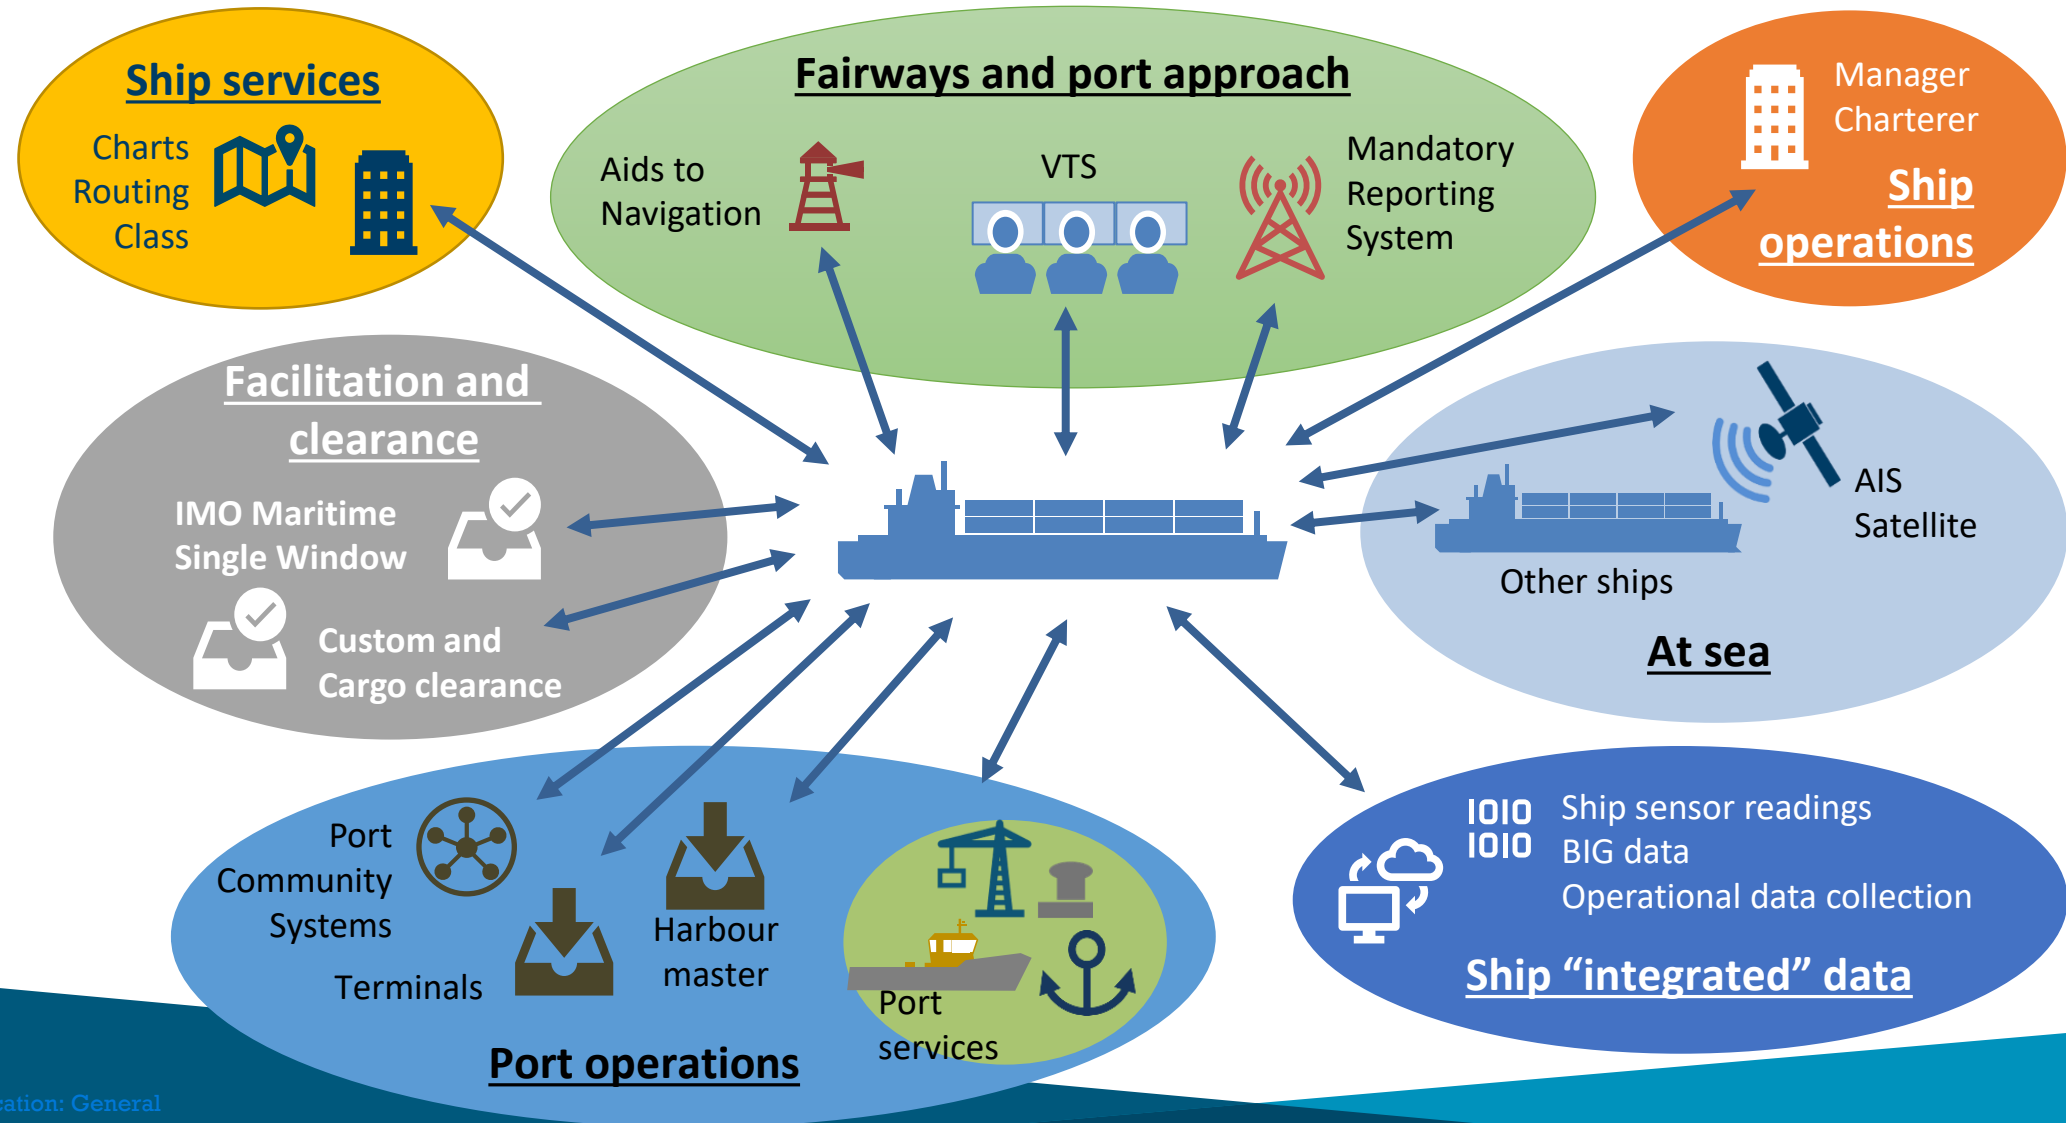 Ship services
Charts
Routing
Class
Fairways and port approach
Aids to
Navigation
VTS
Mandatory
Reporting
System
Manager
Charterer
Ship
operations
Facilitation and
clearance
IMO Maritime
Single Window
Custom and
Cargo clearance
AIS
Satellite
Other ships
At sea
Port
Community
Systems
Terminals
Harbour
master
Port
services
Port operations
1010
1010
Ship sensor readings
BIG data
Operational data collection
Ship “integrated” data
General